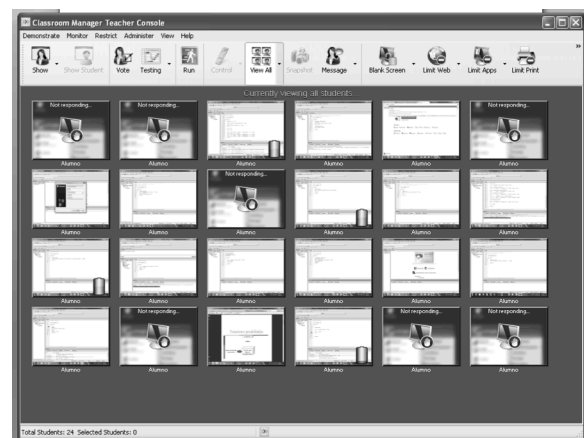 Classroom Manager Teacher Console
Demonstrate Monitor Restrict Administer View Help
Show Show Student Vote Testing Run Control View All Snapshot Message Blank Screen Limit Web Limit Apps Limit Print
Currently viewing all students...
Not responding... Not responding... Not responding...
Alumno Alumno Alumno Alumno Alumno Alumno
Not responding...
Alumno Alumno Alumno Alumno Alumno Alumno
Alumno Alumno Alumno Alumno Alumno Alumno
Not responding... Not responding... Not responding...
Alumno Alumno Alumno Alumno Alumno Alumno
Total Students: 24 Selected Students: 0